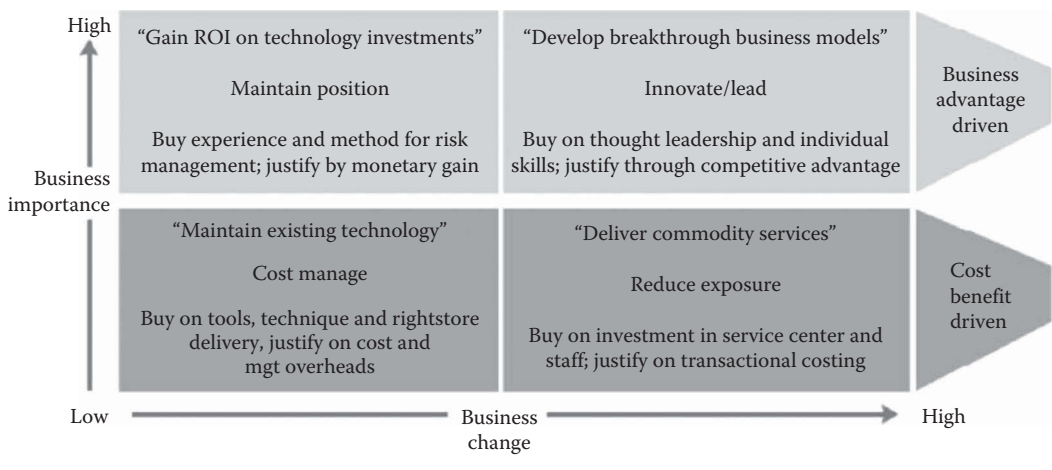 High
Business
importance
Low
“Gain ROI on technology investments”
Maintain position
Buy experience and method for risk
management; justify by monetary gain
“Develop breakthrough business models”
Innovate/lead
Buy on thought leadership and individual
skills; justify through competitive advantage
Business
advantage
driven
“Maintain existing technology”
Cost manage
Buy on tools, technique and rightstore
delivery, justify on cost and
mgt overheads
“Deliver commodity services”
Reduce exposure
Buy on investment in service center and
staff; justify on transactional costing
Cost
benefit
driven
Business
change
High